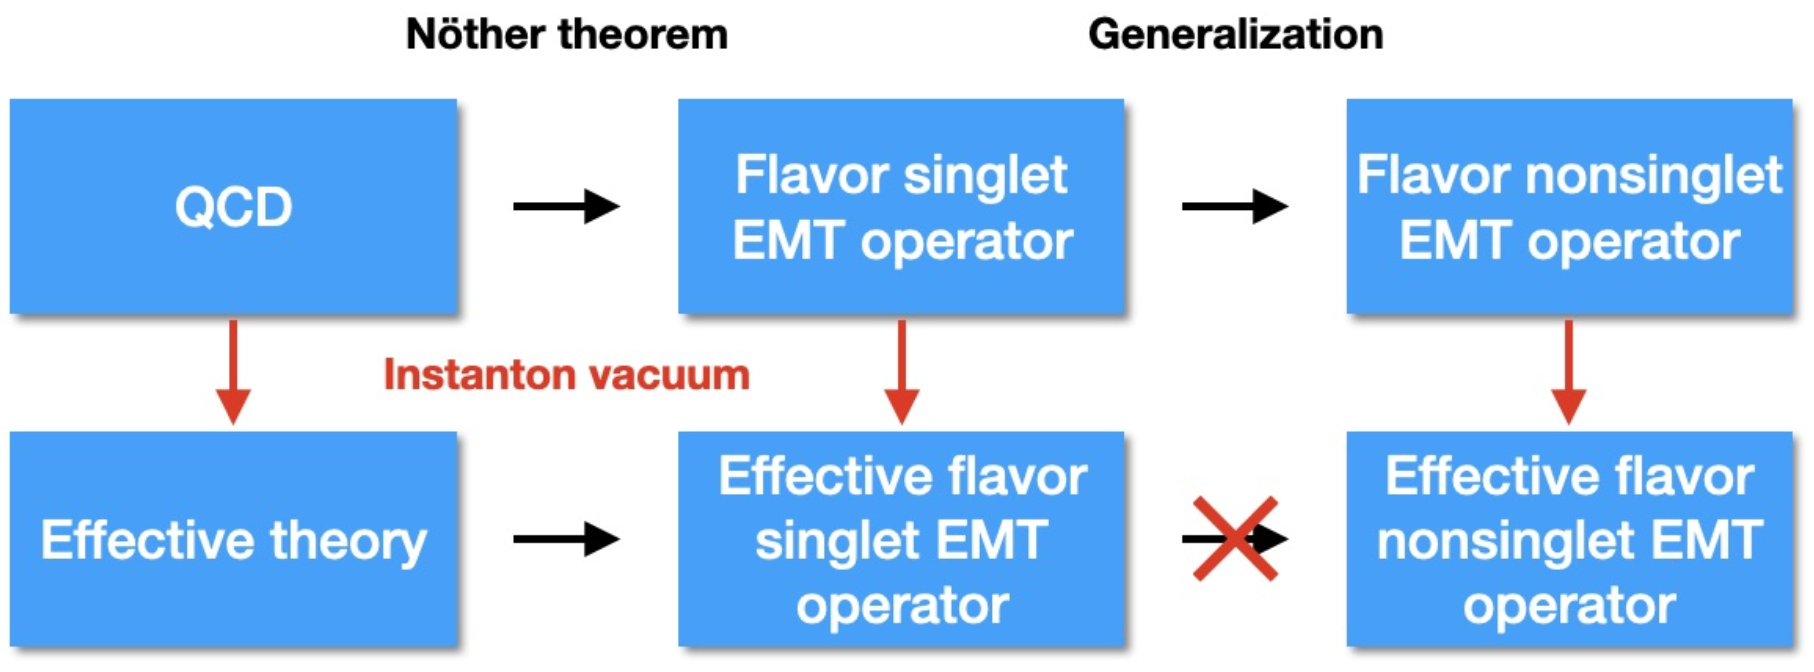 Nöther theorem
Generalization
QCD
Flavor singlet
EMT operator
Flavor nonsinglet
EMT operator
Instanton vacuum
Effective theory
Effective flavor
singlet EMT
operator
Effective flavor
nonsinglet EMT
operator